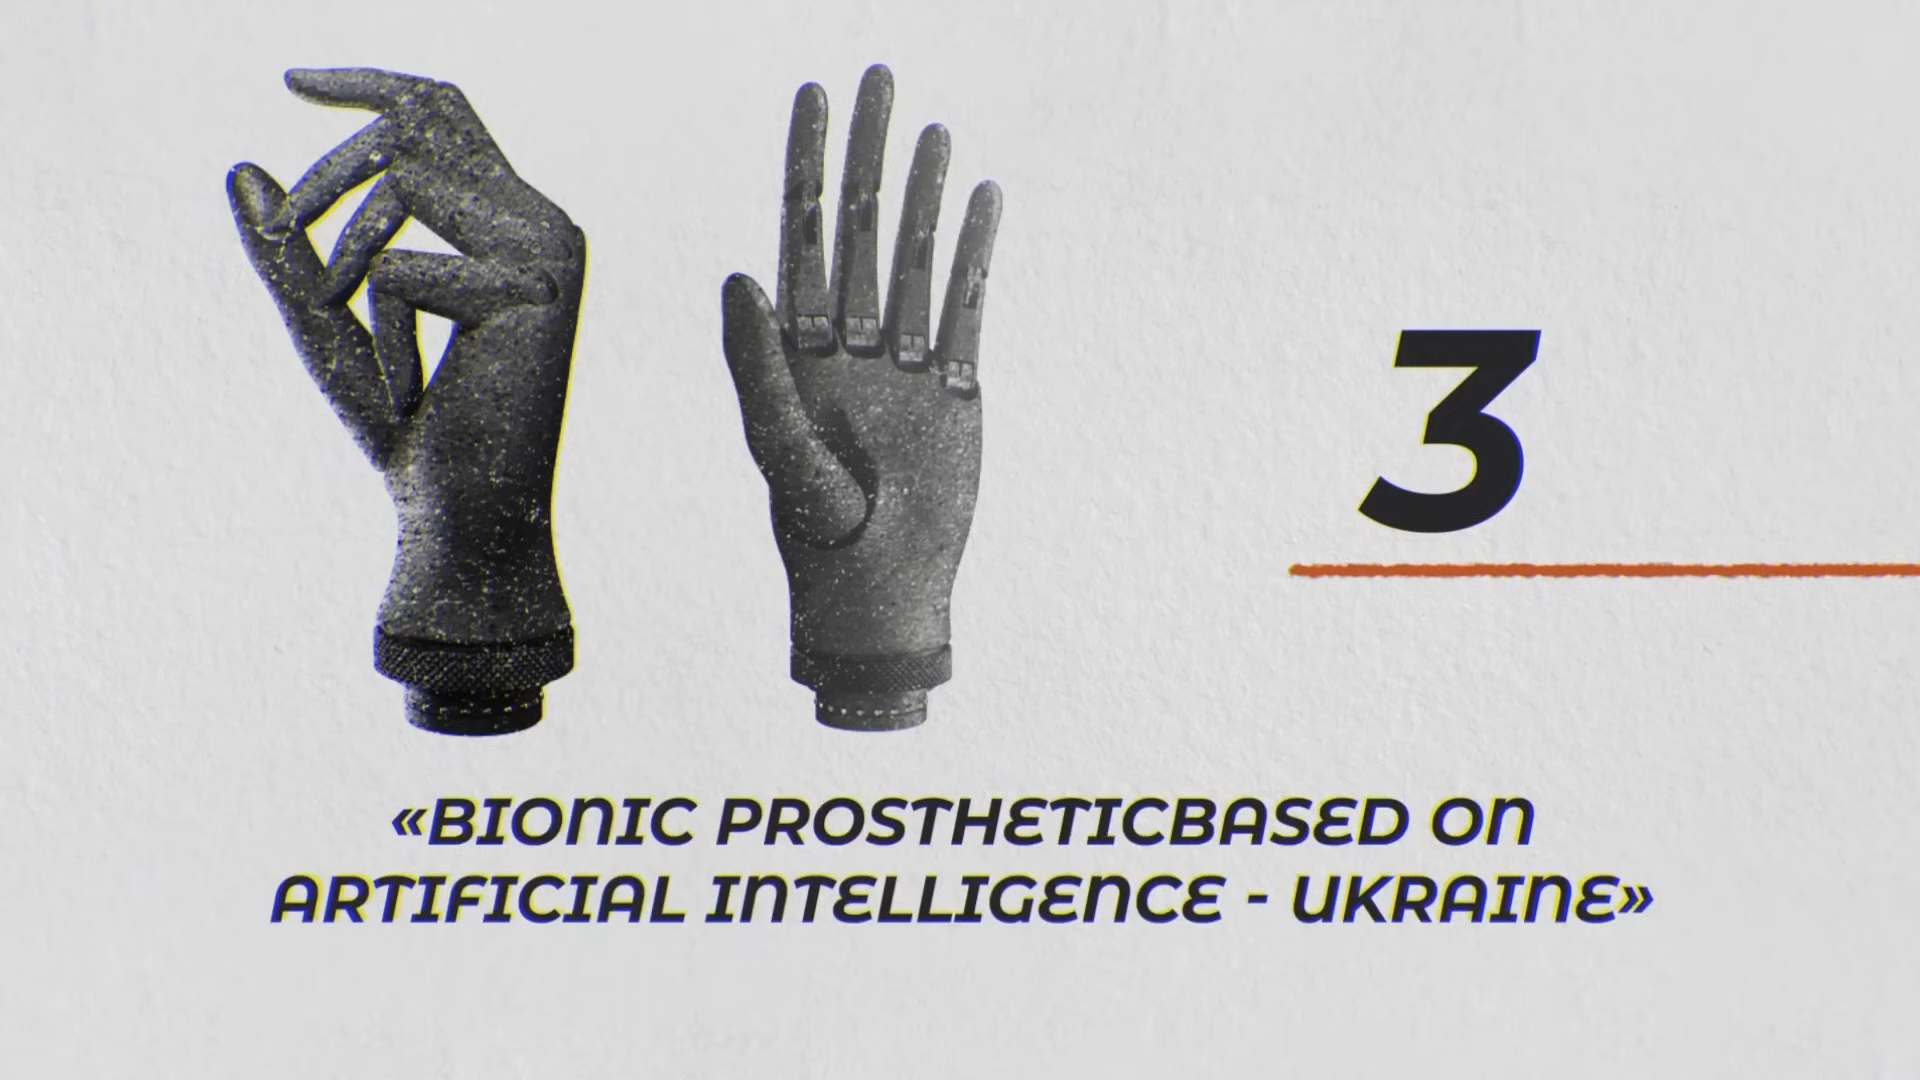 3
«BIONIC PROSTHETICBASED ON
ARTIFICIAL INTELLIGENCE - UKRAINE»